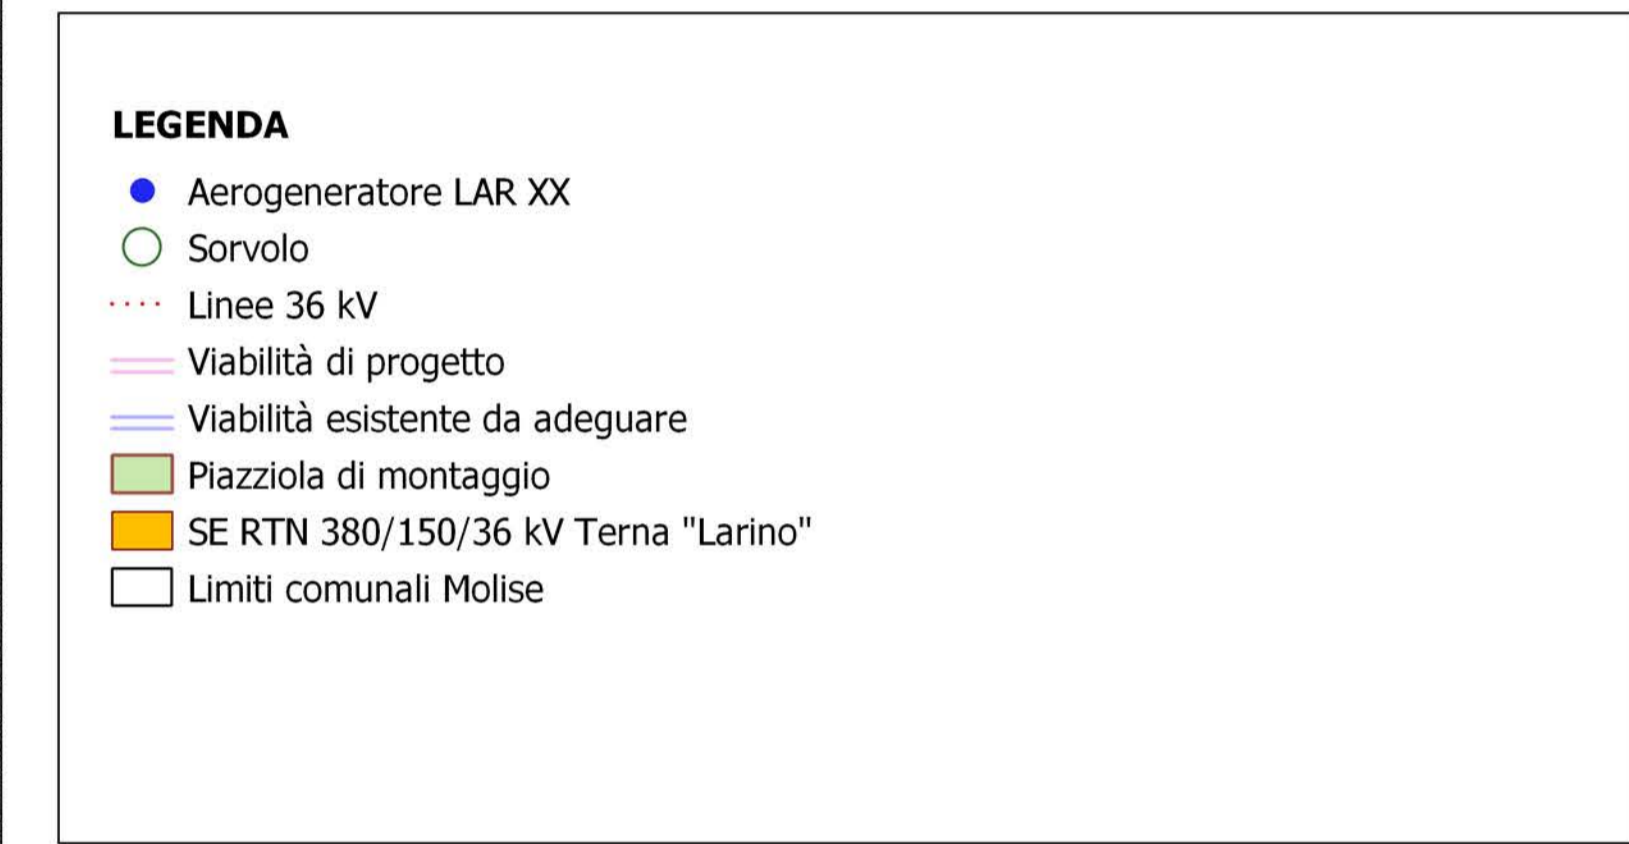 LEGENDA
Aerogeneratore LAR XX
Sorvolo
Linee 36 kV
Viabilità di progetto
Viabilità esistente da adeguare
Piazziola di montaggio
SE RTN 380/150/36 kV Terna "Larino"
Limiti comunali Molise